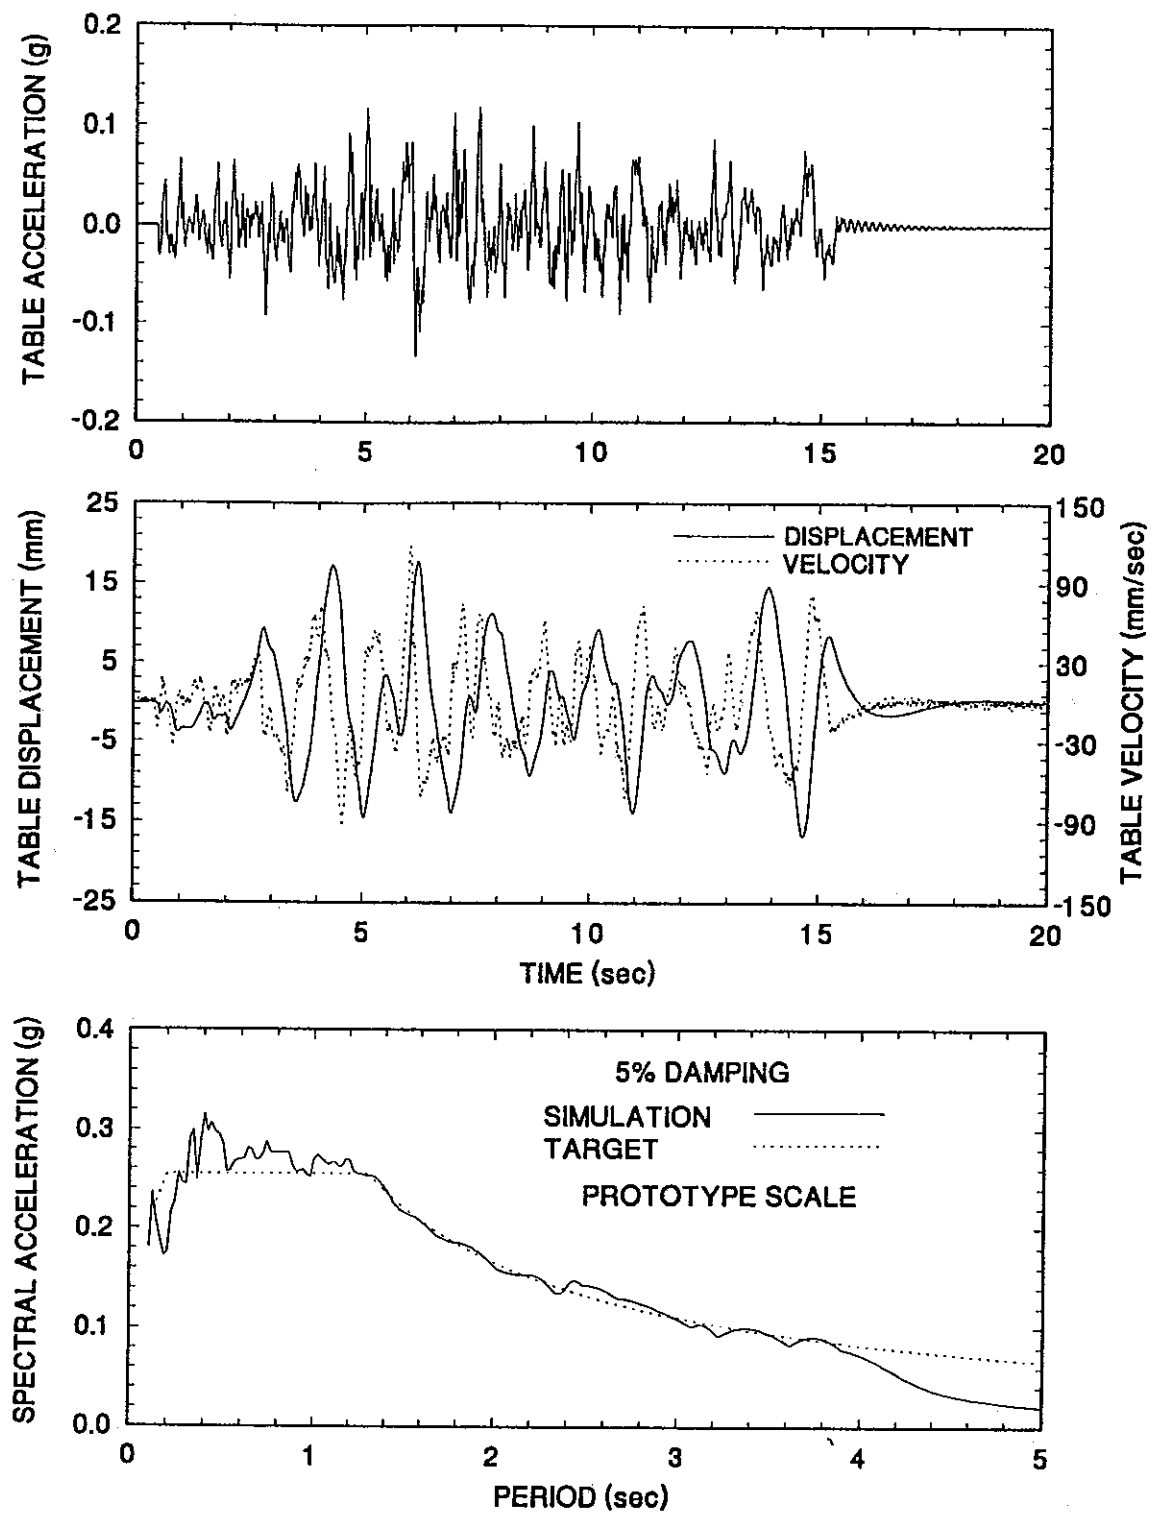 TABLE ACCELERATION (g)
0.2
0.1
0.0
-0.1
-0.2
0 5 10 15 20
TABLE DISPLACEMENT (mm)
25
15
5
-5
-15
-25
DISPLACEMENT
VELOCITY
150
90
30
-30
-90
-150
TABLE VELOCITY (mm/sec)
0 5 10 15 20
TIME (sec)
SPECTRAL ACCELERATION (g)
0.4
0.3
0.2
0.1
0.0
5% DAMPING
SIMULATION
TARGET
PROTOTYPE SCALE
0 1 2 3 4 5
PERIOD (sec)